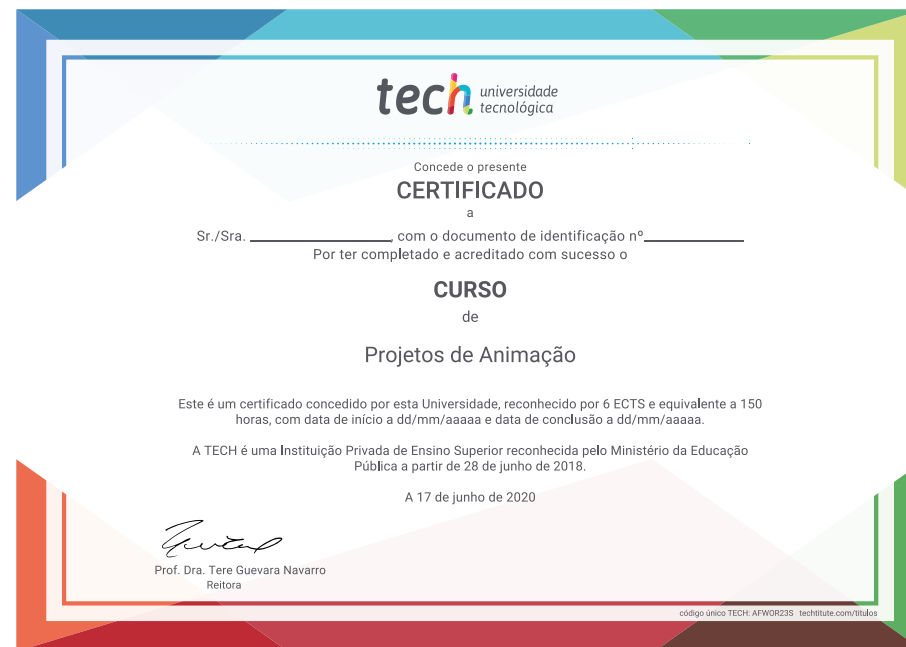 tech universidade
tecnológica
Concede o presente
CERTIFICADO
a
Sr./Sra. ________________, com o documento de identificação nº____________
Por ter completado e acreditado com sucesso o
CURSO
de
Projetos de Animação
Este é um certificado concedido por esta Universidade, reconhecido por 6 ECTS e equivalente a 150
horas, com data de início a dd/mm/aaaaa e data de conclusão a dd/mm/aaaaa.
A TECH é uma Instituição Privada de Ensino Superior reconhecida pelo Ministério da Educação
Pública a partir de 28 de junho de 2018.
A 17 de junho de 2020
Prof. Dra. Tere Guevara Navarro
Reitora
código único TECH: AFWOR23S techtitute.com/titulos